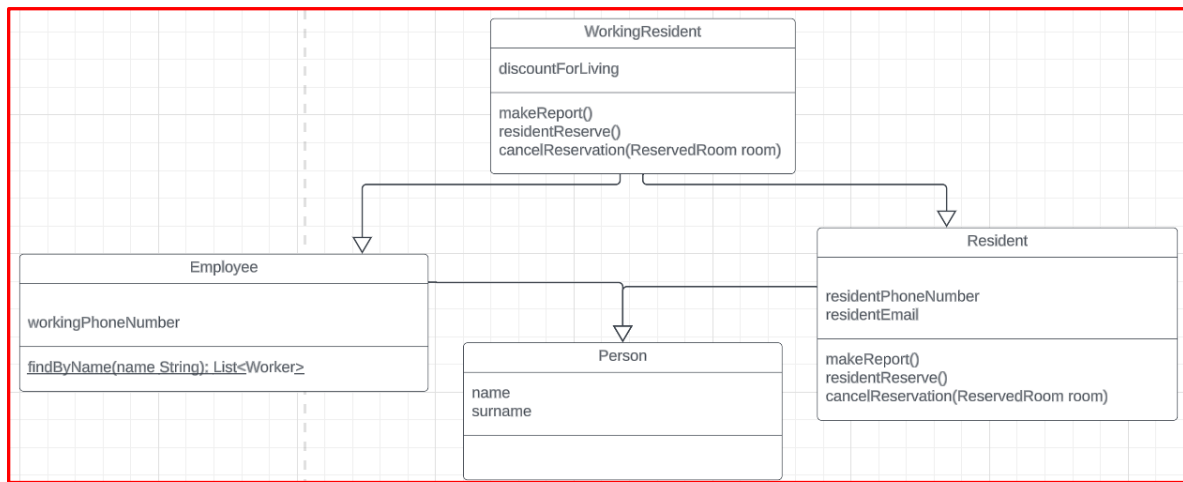 WorkingResident
discountForLiving
makeReport()
residentReserve()
cancelReservation(ReservedRoom room)
Employee
workingPhoneNumber
findByName(name String): List<Worker>
Person
name
surname
Resident
residentPhoneNumber
residentEmail
makeReport()
residentReserve()
cancelReservation(ReservedRoom room)